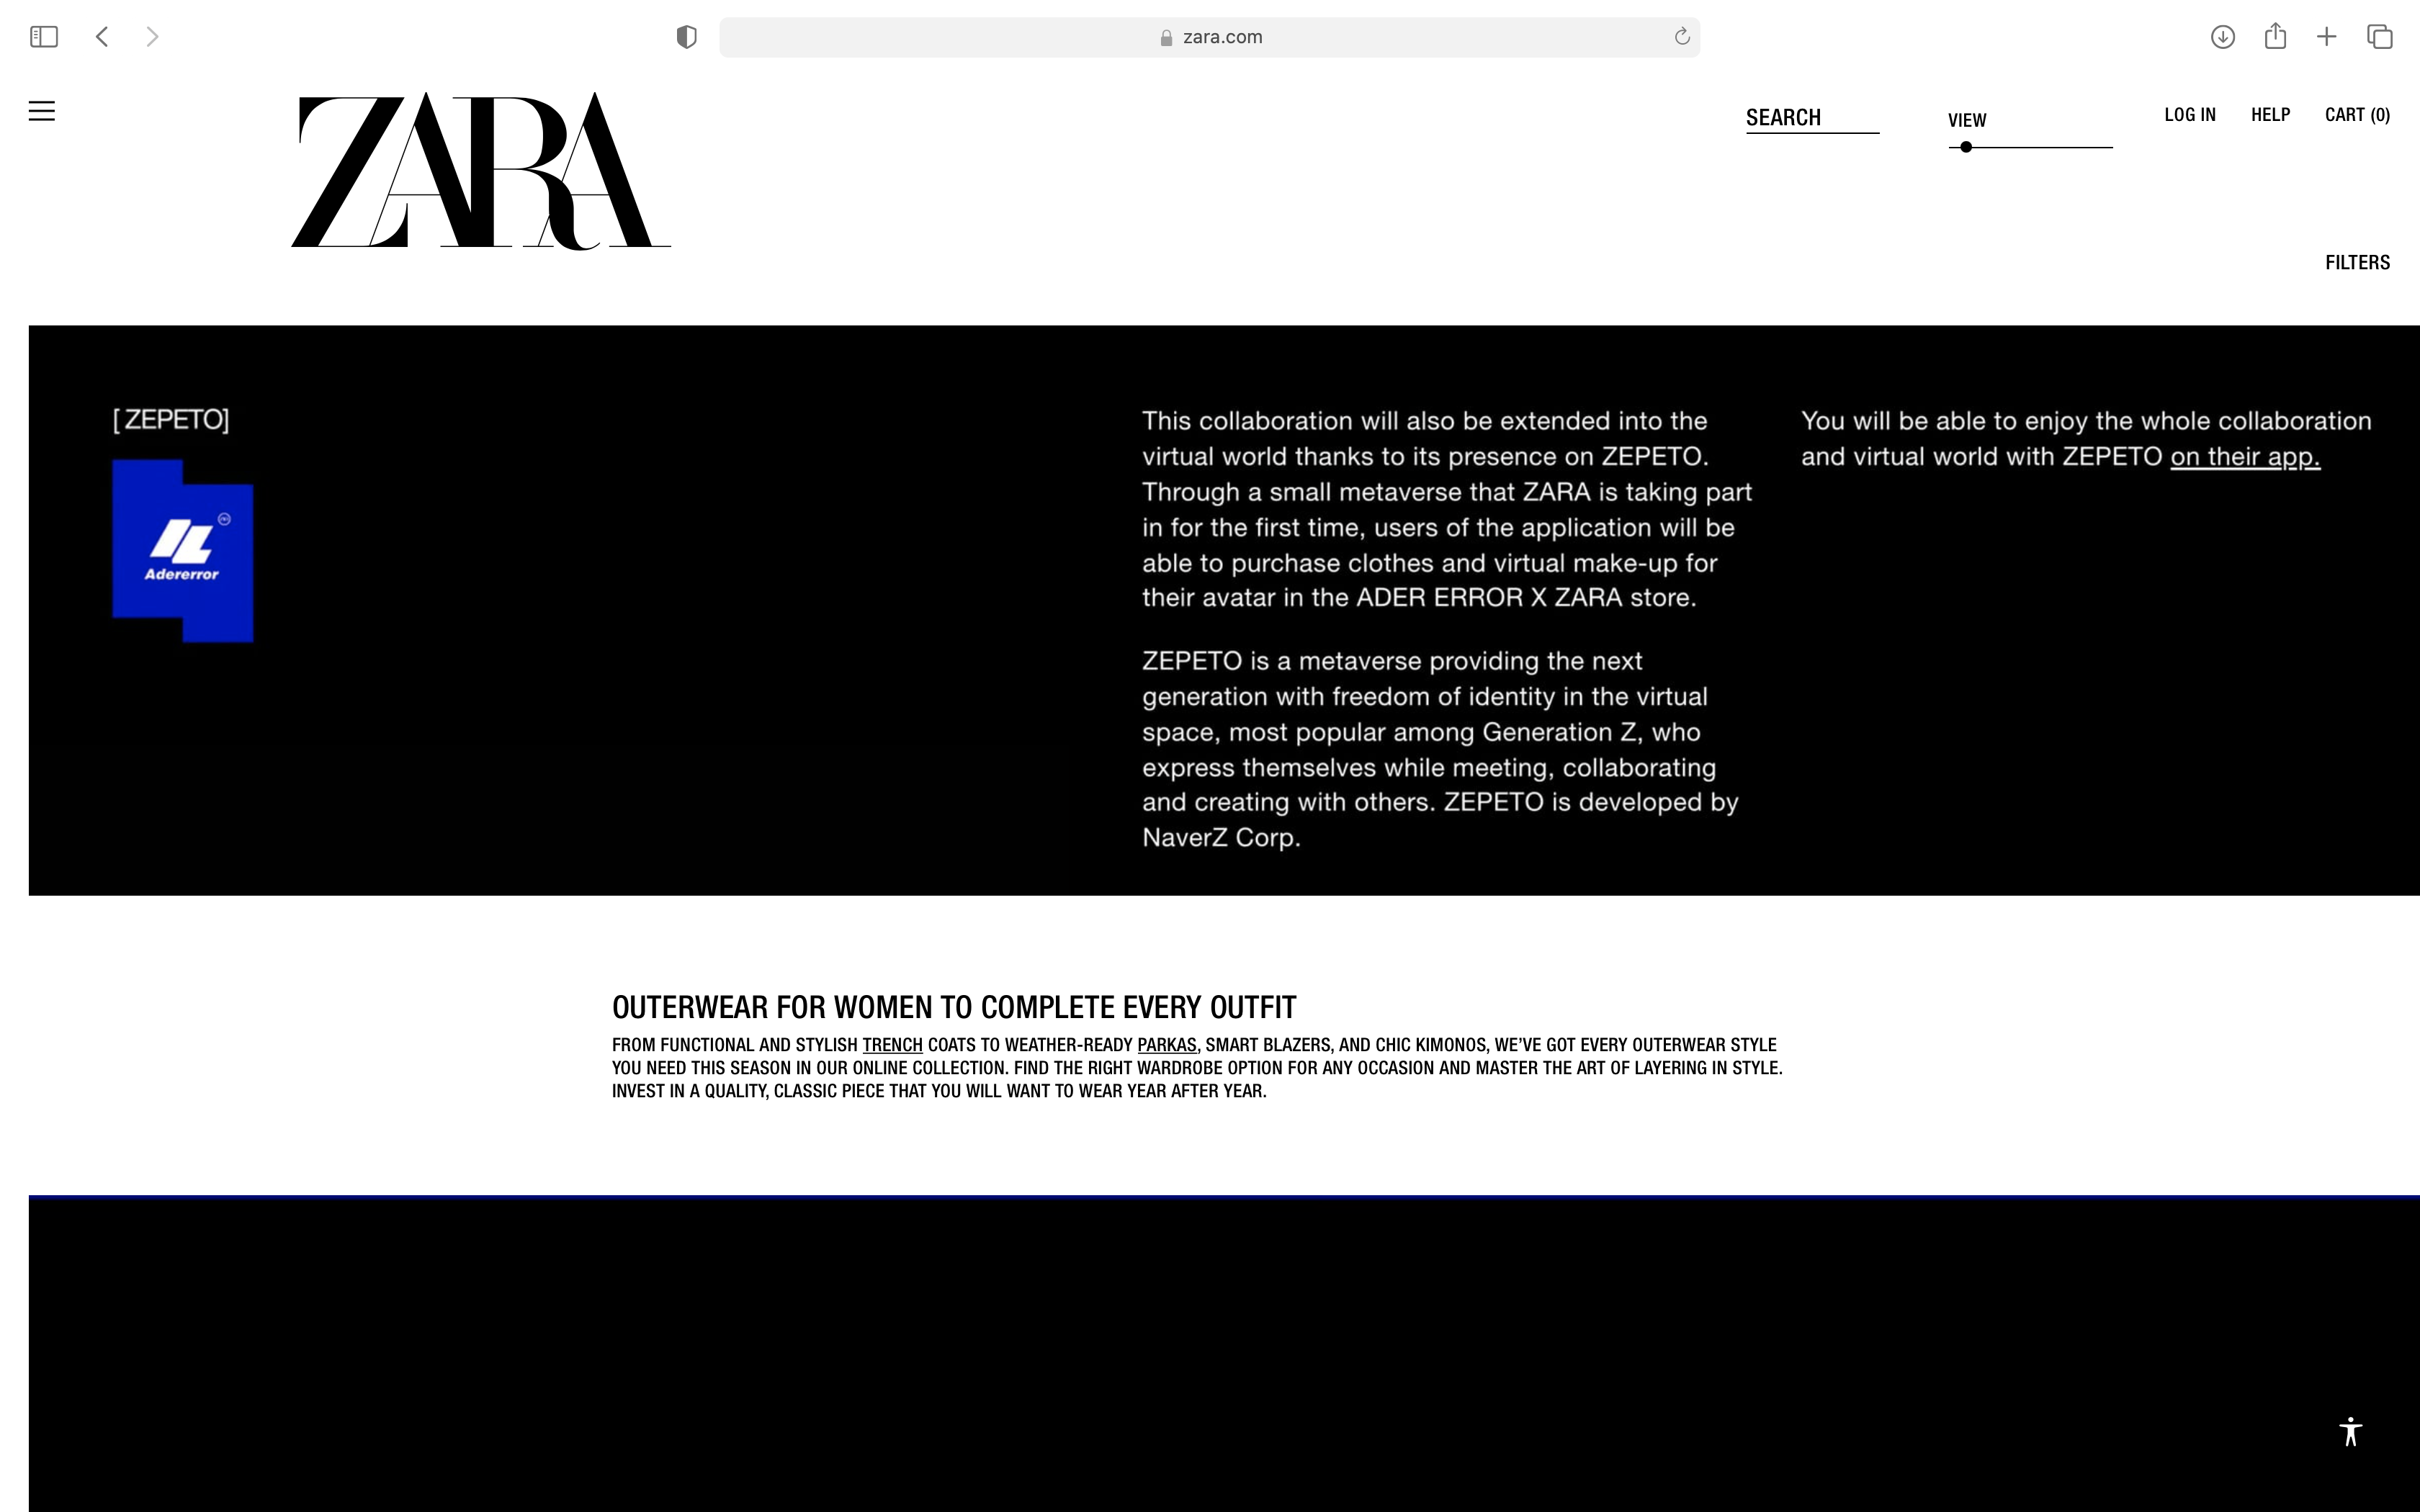 zara.com
ZARA
SEARCH
VIEW
LOG IN
HELP
CART (0)
FILTERS
[ ZEPETO]
Adererror
This collaboration will also be extended into the
virtual world thanks to its presence on ZEPETO.
Through a small metaverse that ZARA is taking part
in for the first time, users of the application will be
able to purchase clothes and virtual make-up for
their avatar in the ADER ERROR X ZARA store.
ZEPETO is a metaverse providing the next
generation with freedom of identity in the virtual
space, most popular among Generation Z, who
express themselves while meeting, collaborating
and creating with others. ZEPETO is developed by
NaverZ Corp.
You will be able to enjoy the whole collaboration
and virtual world with ZEPETO on their app.
OUTERWEAR FOR WOMEN TO COMPLETE EVERY OUTFIT
FROM FUNCTIONAL AND STYLISH TRENCH COATS TO WEATHER-READY PARKAS, SMART BLAZERS, AND CHIC KIMONOS, WE'VE GOT EVERY OUTERWEAR STYLE
YOU NEED THIS SEASON IN OUR ONLINE COLLECTION. FIND THE RIGHT WARDROBE OPTION FOR ANY OCCASION AND MASTER THE ART OF LAYERING IN STYLE.
INVEST IN A QUALITY, CLASSIC PIECE THAT YOU WILL WANT TO WEAR YEAR AFTER YEAR.